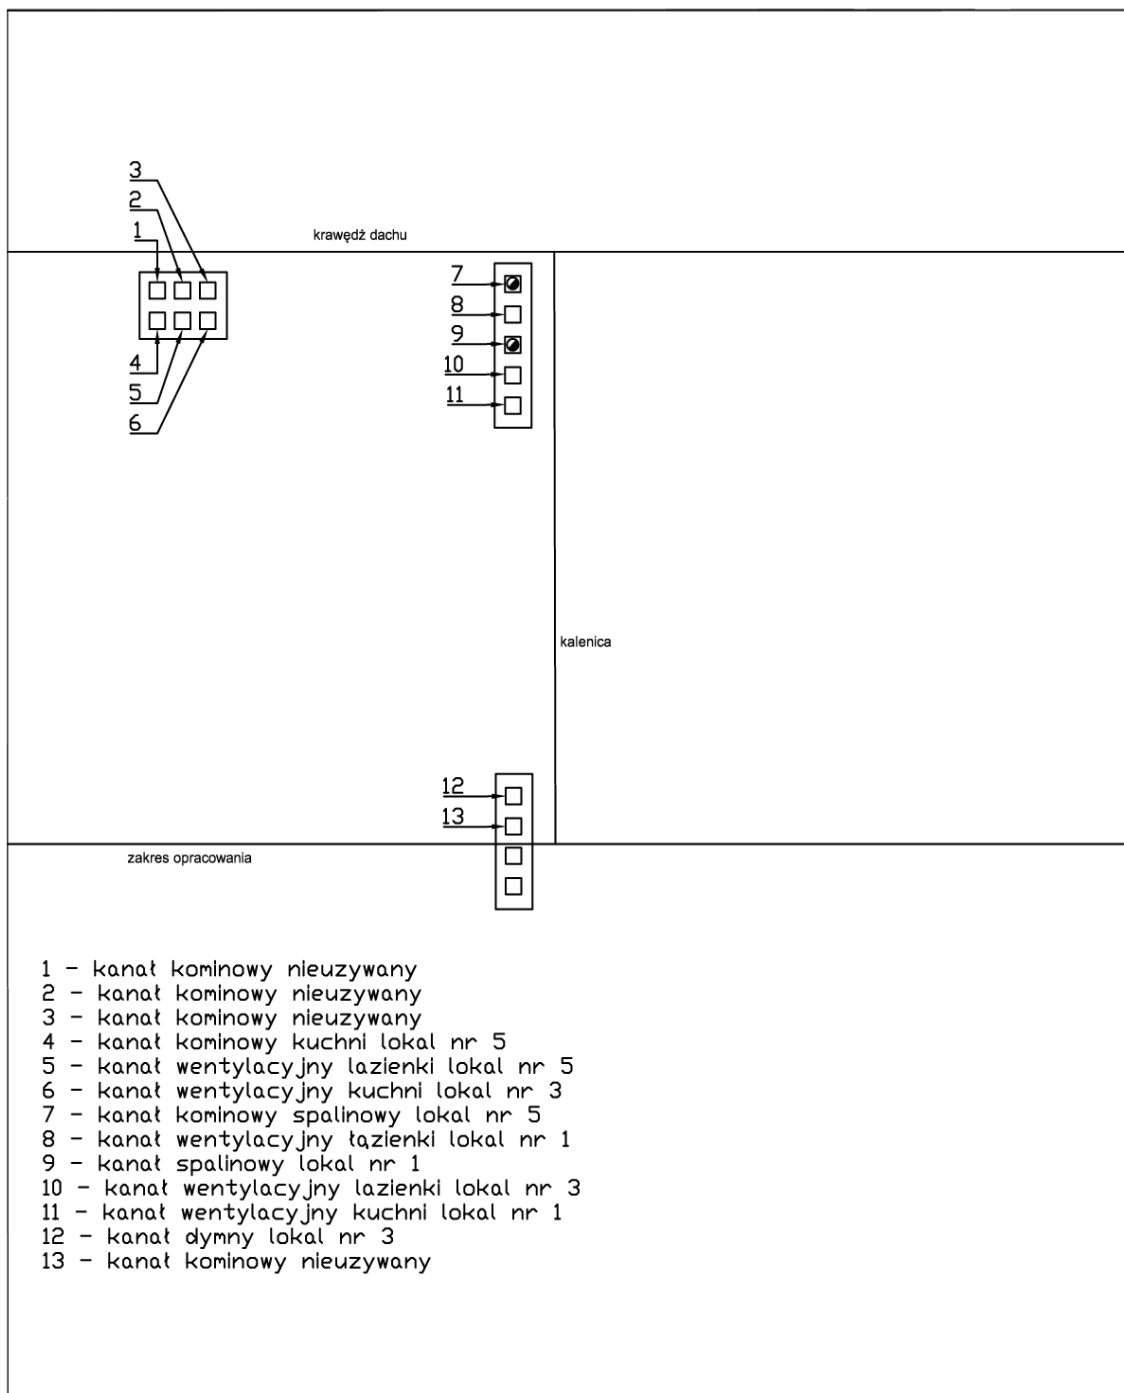 3
2
1
krawędź dachu
7
8
9
4
10
5
11
6
kalenica
12
13
zakres opracowania
1 - kanał kominowy nieuzywany
2 - kanał kominowy nieuzywany
3 - kanał kominowy nieuzywany
4 - kanał kominowy kuchni lokal nr 5
5 - kanał wentylacyjny lazienki lokal nr 5
6 - kanał wentylacyjny kuchni lokal nr 3
7 - kanał kominowy spalinowy lokal nr 5
8 - kanał wentylacyjny łązienki lokal nr 1
9 - kanał spalinowy lokal nr 1
10 - kanał wentylacyjny lazienki lokal nr 3
11 - kanał wentylacyjny kuchni lokal nr 1
12 - kanał dymny lokal nr 3
13 - kanał kominowy nieuzywany